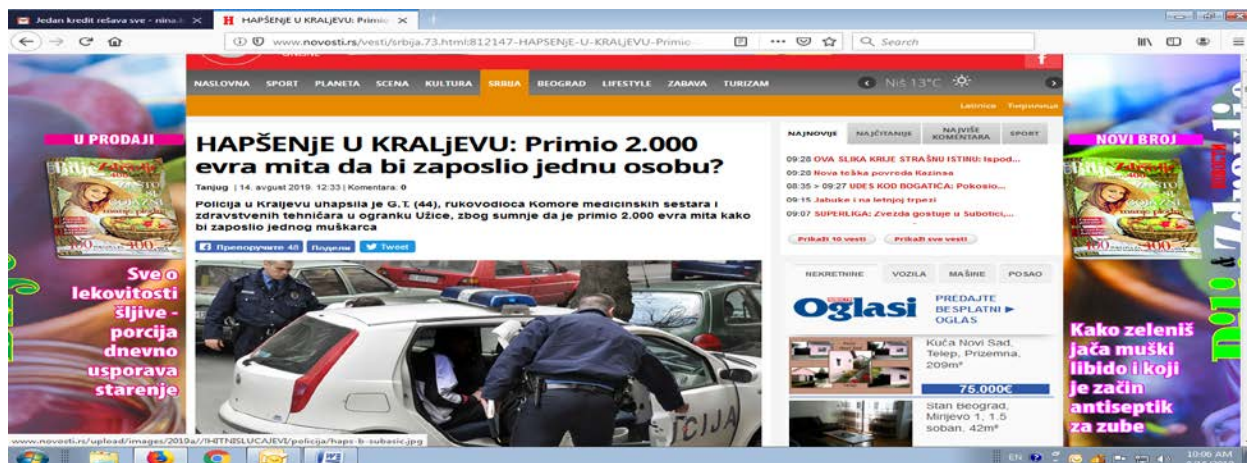 Jedan kredit rešava sve - nina.
HAPŠENjE U KRALjEVU: Primio
www.novosti.rs/vesti/srbija.73.html:812147-HAPSENjE-U-KRALjEVU-Primio
Search
NASLOVNA SPORT PLANETA SCENA KULTURA SRBIJA BEOGRAD LIFESTYLE ZABAVA TURIZAM
Niš 13°C
Latinica Ћирилица
U PRODAJI
Sve o
lekovitosti
šljive -
porcija
dnevno
usporava
starenje
HAPŠENjE U KRALjEVU: Primio 2.000
evra mita da bi zaposlio jednu osobu?
Tanjug | 14. avgust 2019. 12:33 | Komentara: 0
Policija u Kraljevu uhapsila je G.T. (44), rukovodioca Komore medicinskih sestara i
zdravstvenih tehničara u ogranku Užice, zbog sumnje da je primio 2.000 evra mita kako
bi zaposlio jednog muškarca
Препоручите 48 Подели Tweet
CIJA
NAJNOVIJE NAJČITANIJE NAJVIŠE KOMENTARA SPORT
09:28 OVA SLIKA KRIJE STRAŠNU ISTINU: Ispod...
09:28 Nova teška povreda Kazinsa
08:35 > 09:27 UDES KOD BOGATIĆA: Pokosio...
09:15 Jabuke i na letnjoj trpezi
09:07 SUPERLIGA: Zvezda gostuje u Subotici,...
Prikaži 10 vesti Prikaži sve vesti
NEKRETNINE VOZILA MAŠINE POSAO
Oglasi
PREDAJTE
BESPLATNI
OGLAS
Kuća Novi Sad,
Telep, Prizemna,
209m²
75.000€
Stan Beograd,
Mirijevo 1, 1.5
soban, 42m²
NOVI BROJ
Kako zeleniš
jača muški
libido i koji
je začin
antiseptik
za zube
www.novosti.rs/upload/images/2019a//HITNISLUCAJEVI/policija/haps-b-subasic.jpg
EN
10:06 AM